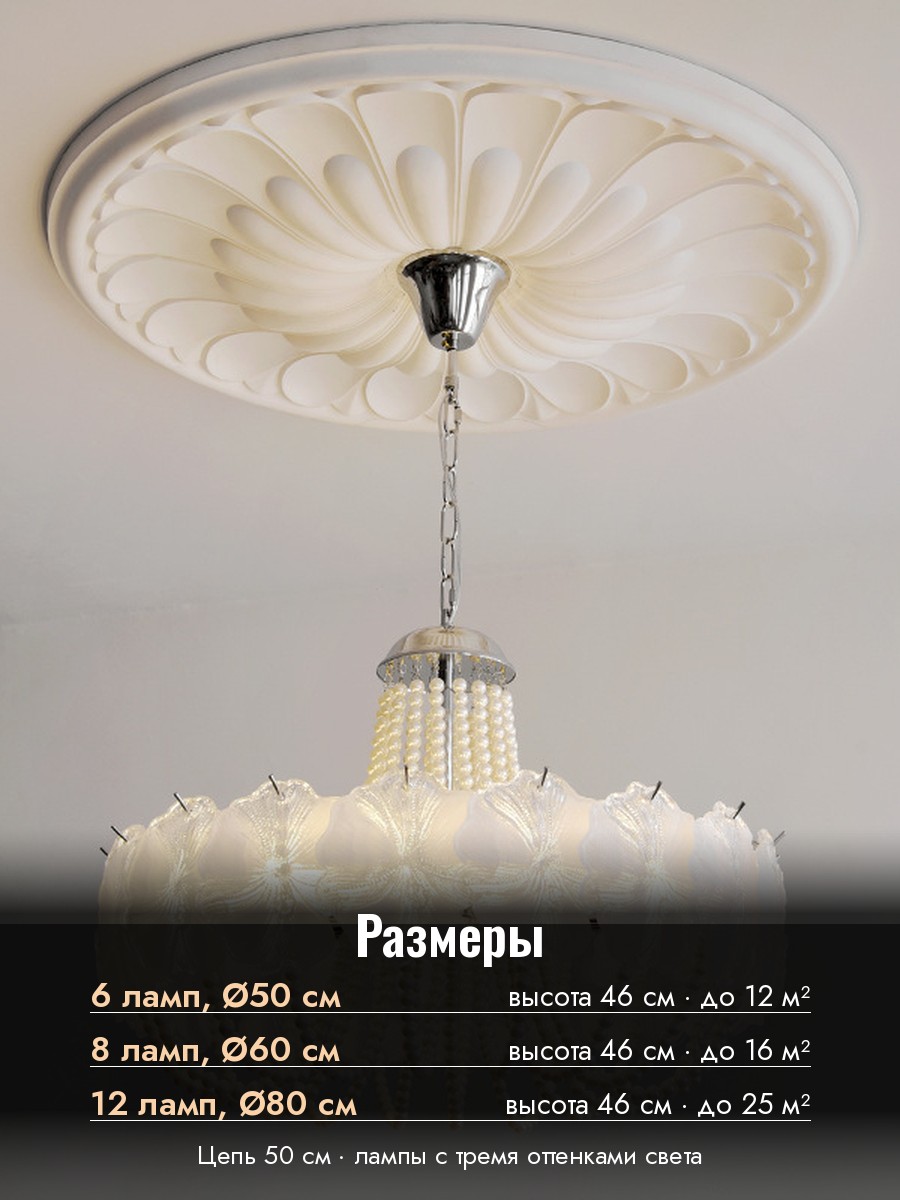 Размеры
6 ламп, Ø50 см высота 46 см · до 12 м²
8 ламп, Ø60 см высота 46 см · до 16 м²
12 ламп, Ø80 см высота 46 см · до 25 м²
Цепь 50 см · лампы с тремя оттенками света